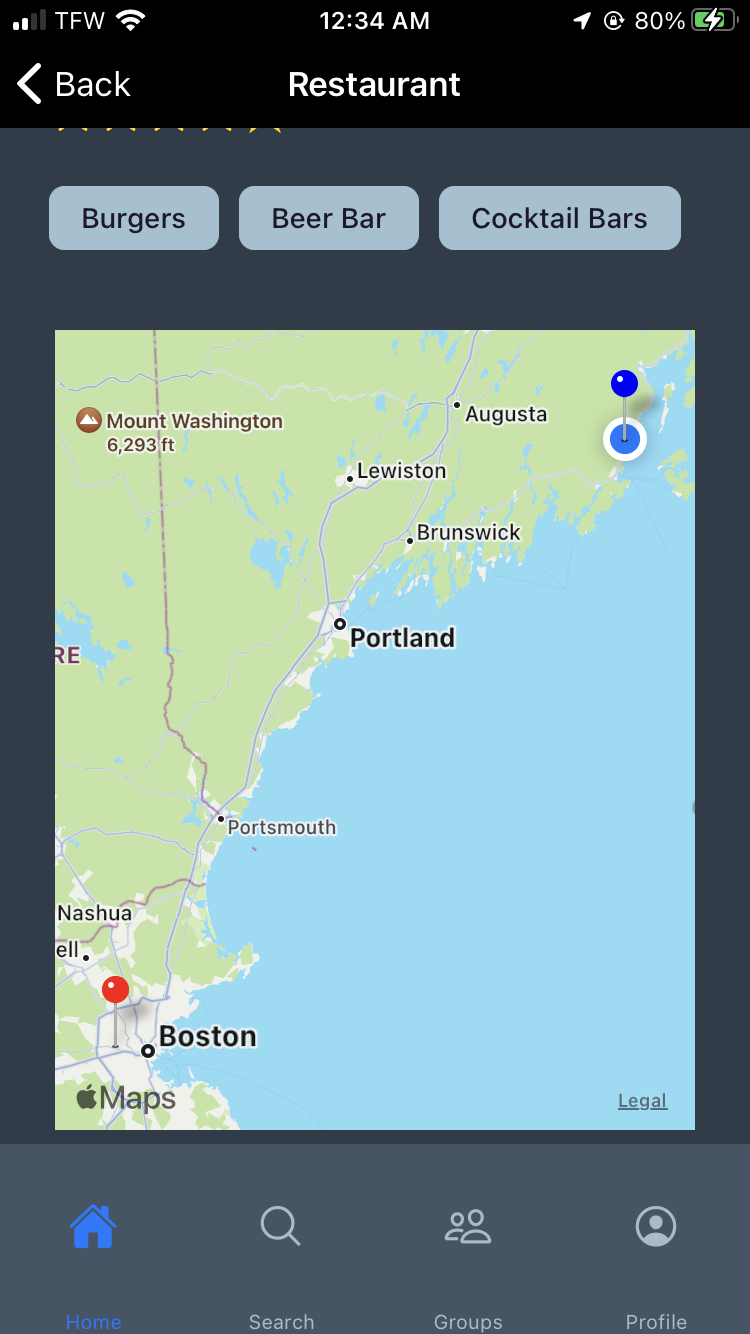 TFW 12:34 AM 80%
Back Restaurant
Burgers Beer Bar Cocktail Bars
Augusta
Mount Washington
6,293 ft
Lewiston
Brunswick
Portland
RE
Portsmouth
Nashua
ell
Boston
Maps Legal
Home Search Groups Profile